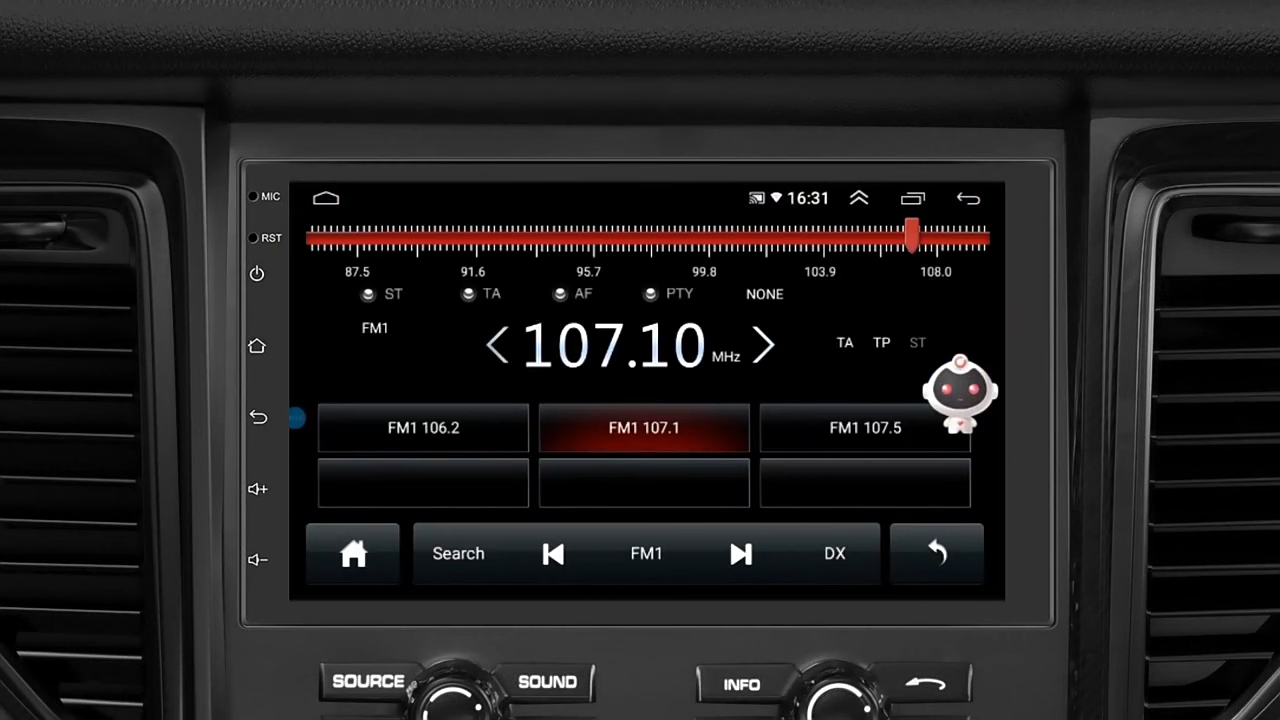 MIC
16:31
RST
87.5 91.6 95.7 99.8 103.9 108.0
ST TA AF PTY NONE
FM1
107.10 MHz
TA TP ST
FM1 106.2 FM1 107.1 FM1 107.5
Search FM1 DX
SOURCE SOUND INFO